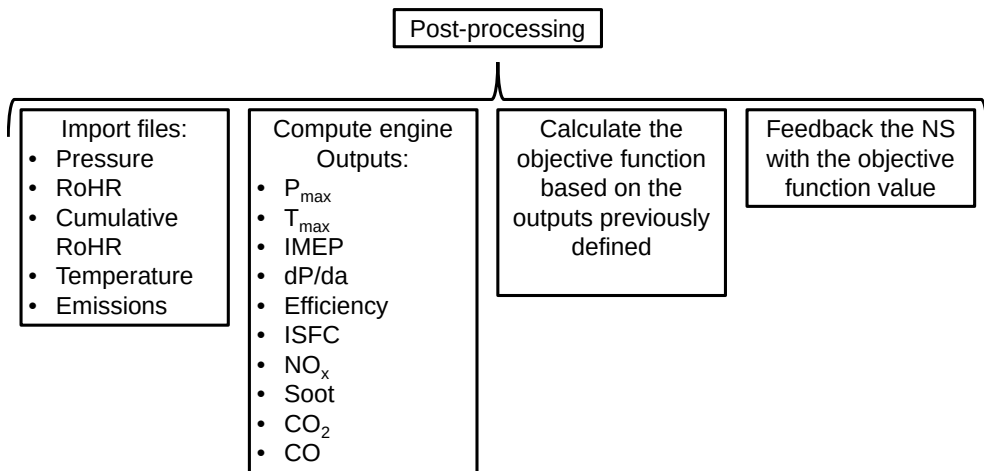 Post-processing
Import files:
• Pressure
• RoHR
• Cumulative
RoHR
• Temperature
• Emissions
Compute engine
Outputs:
• Pmax
• Tmax
• IMEP
• dP/da
• Efficiency
• ISFC
• NOx
• Soot
• CO2
• CO
Calculate the
objective function
based on the
outputs previously
defined
Feedback the NS
with the objective
function value